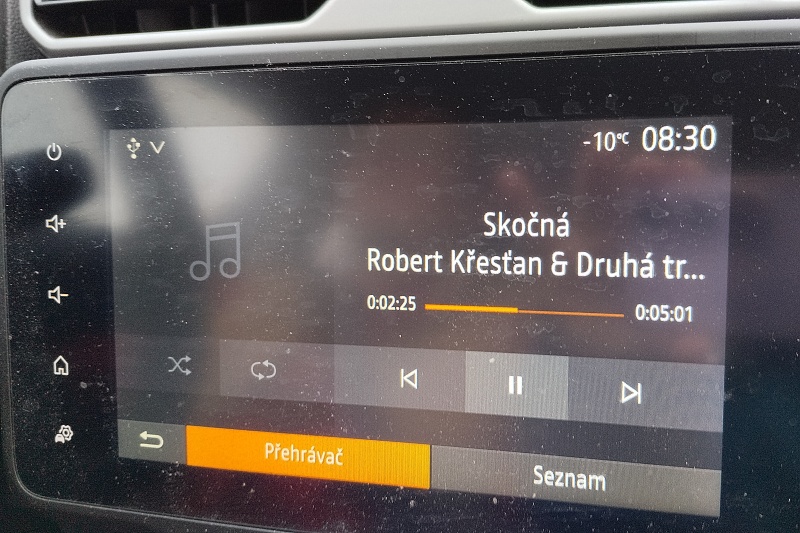 -10°C 08:30
Skočná
Robert Křesťan & Druhá tr...
0:02:25 0:05:01
Přehrávač
Seznam